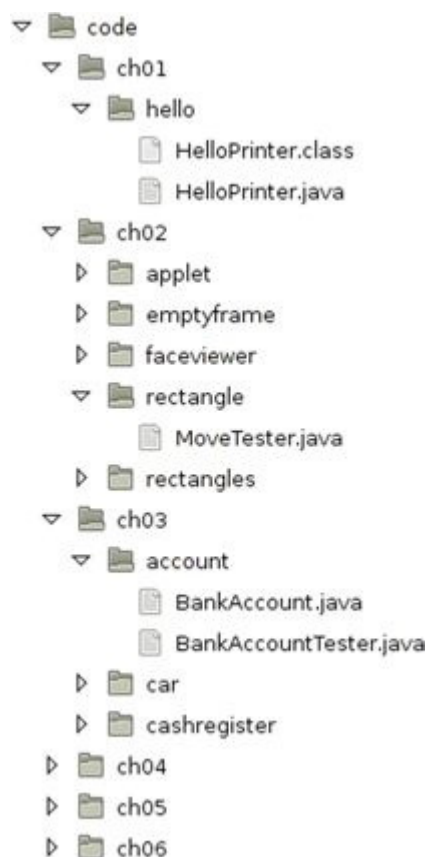 code
ch01
hello
HelloPrinter.class
HelloPrinter.java
ch02
applet
emptyframe
faceviewer
rectangle
MoveTester.java
rectangles
ch03
account
BankAccount.java
BankAccountTester.java
car
cashregister
ch04
ch05
ch06